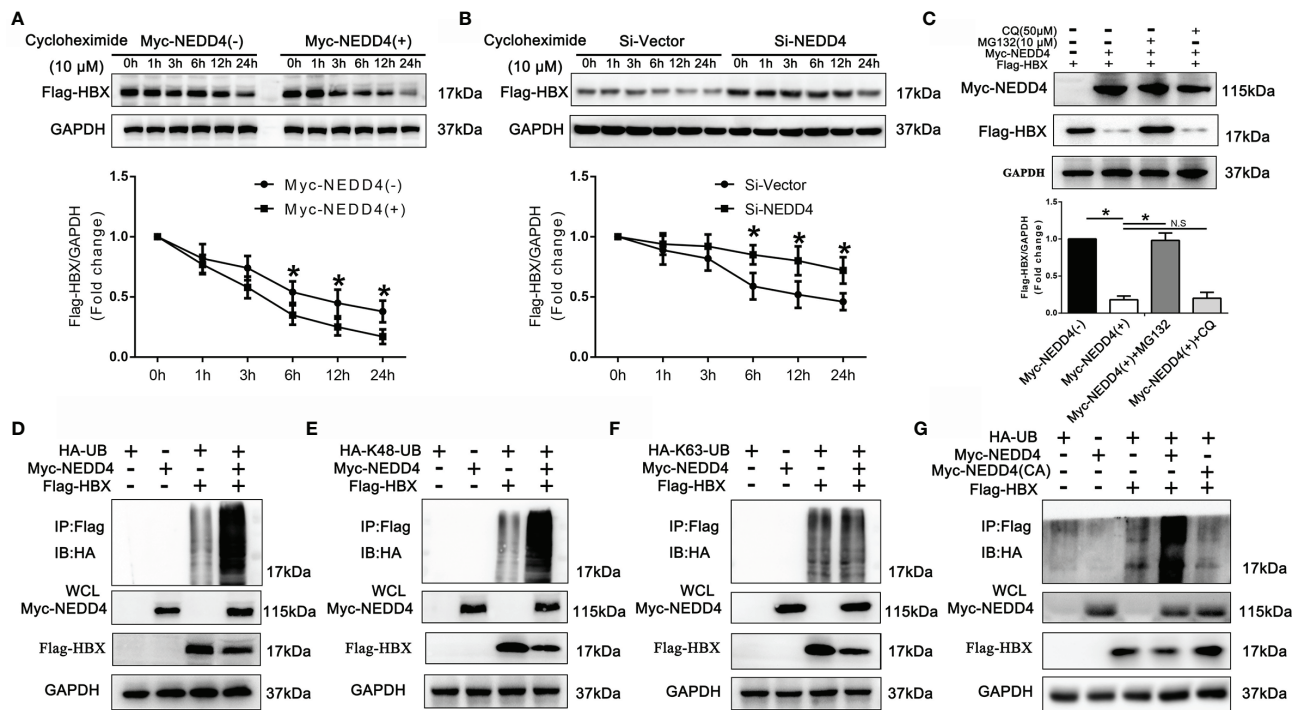 A
Cycloheximide Myc-NEDD4(-) Myc-NEDD4(+)
(10 μM) 0h 1h 3h 6h 12h 24h 0h 1h 3h 6h 12h 24h
Flag-HBX 17kDa
GAPDH 37kDa
Flag-HBX/GAPDH
(Fold change)
1.5
1.0
0.5
0.0
Myc-NEDD4(-)
Myc-NEDD4(+)
* * *
0h 1h 3h 6h 12h 24h
B
Cycloheximide Si-Vector Si-NEDD4
(10 μM) 0h 1h 3h 6h 12h 24h 0h 1h 3h 6h 12h 24h
Flag-HBX 17kDa
GAPDH 37kDa
Flag-HBX/GAPDH
(Fold change)
1.5
1.0
0.5
0.0
Si-Vector
Si-NEDD4
* * *
0h 1h 3h 6h 12h 24h
C
CQ(50μM) - - - +
MG132(10 μM) - - + -
Myc-NEDD4 - + + +
Flag-HBX + + + +
Myc-NEDD4 115kDa
Flag-HBX 17kDa
GAPDH 37kDa
Flag-HBX/GAPDH
(Fold change)
1.5
1.0
0.5
0.0
* * N.S
Myc-NEDD4(-)
Myc-NEDD4(+)
Myc-NEDD4(+)+MG132
Myc-NEDD4(+)+CQ
D
HA-UB + - + +
Myc-NEDD4 - + - +
Flag-HBX - - + +
IP:Flag
IB:HA
17kDa
WCL
Myc-NEDD4 115kDa
Flag-HBX 17kDa
GAPDH 37kDa
E
HA-K48-UB + - + +
Myc-NEDD4 - + - +
Flag-HBX - - + +
IP:Flag
IB:HA
17kDa
WCL
Myc-NEDD4 115kDa
Flag-HBX 17kDa
GAPDH 37kDa
F
HA-K63-UB + - + +
Myc-NEDD4 - + - +
Flag-HBX - - + +
IP:Flag
IB:HA
17kDa
WCL
Myc-NEDD4 115kDa
Flag-HBX 17kDa
GAPDH 37kDa
G
HA-UB + - + + +
Myc-NEDD4 - + - + -
Myc-NEDD4(CA) - - - - +
Flag-HBX - - + + +
IP:Flag
IB:HA
17kDa
WCL
Myc-NEDD4 115kDa
Flag-HBX 17kDa
GAPDH 37kDa